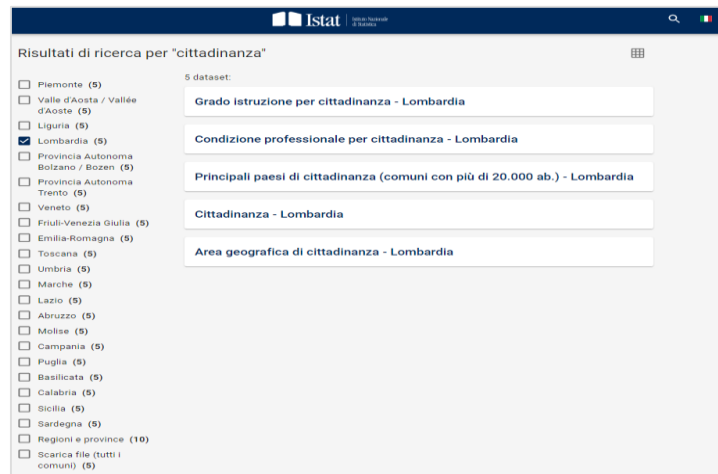 Istat
Istituto Nazionale
di Statistica
Risultati di ricerca per "cittadinanza"
Piemonte (5)
Valle d'Aosta / Vallée
d'Aoste (5)
Liguria (5)
Lombardia (5)
Provincia Autonoma
Bolzano / Bozen (5)
Provincia Autonoma
Trento (5)
Veneto (5)
Friuli-Venezia Giulia (5)
Emilia-Romagna (5)
Toscana (5)
Umbria (5)
Marche (5)
Lazio (5)
Abruzzo (5)
Molise (5)
Campania (5)
Puglia (5)
Basilicata (5)
Calabria (5)
Sicilia (5)
Sardegna (5)
Regioni e province (10)
Scarica file (tutti i
comuni) (5)
5 dataset:
Grado istruzione per cittadinanza - Lombardia
Condizione professionale per cittadinanza - Lombardia
Principali paesi di cittadinanza (comuni con più di 20.000 ab.) - Lombardia
Cittadinanza - Lombardia
Area geografica di cittadinanza - Lombardia